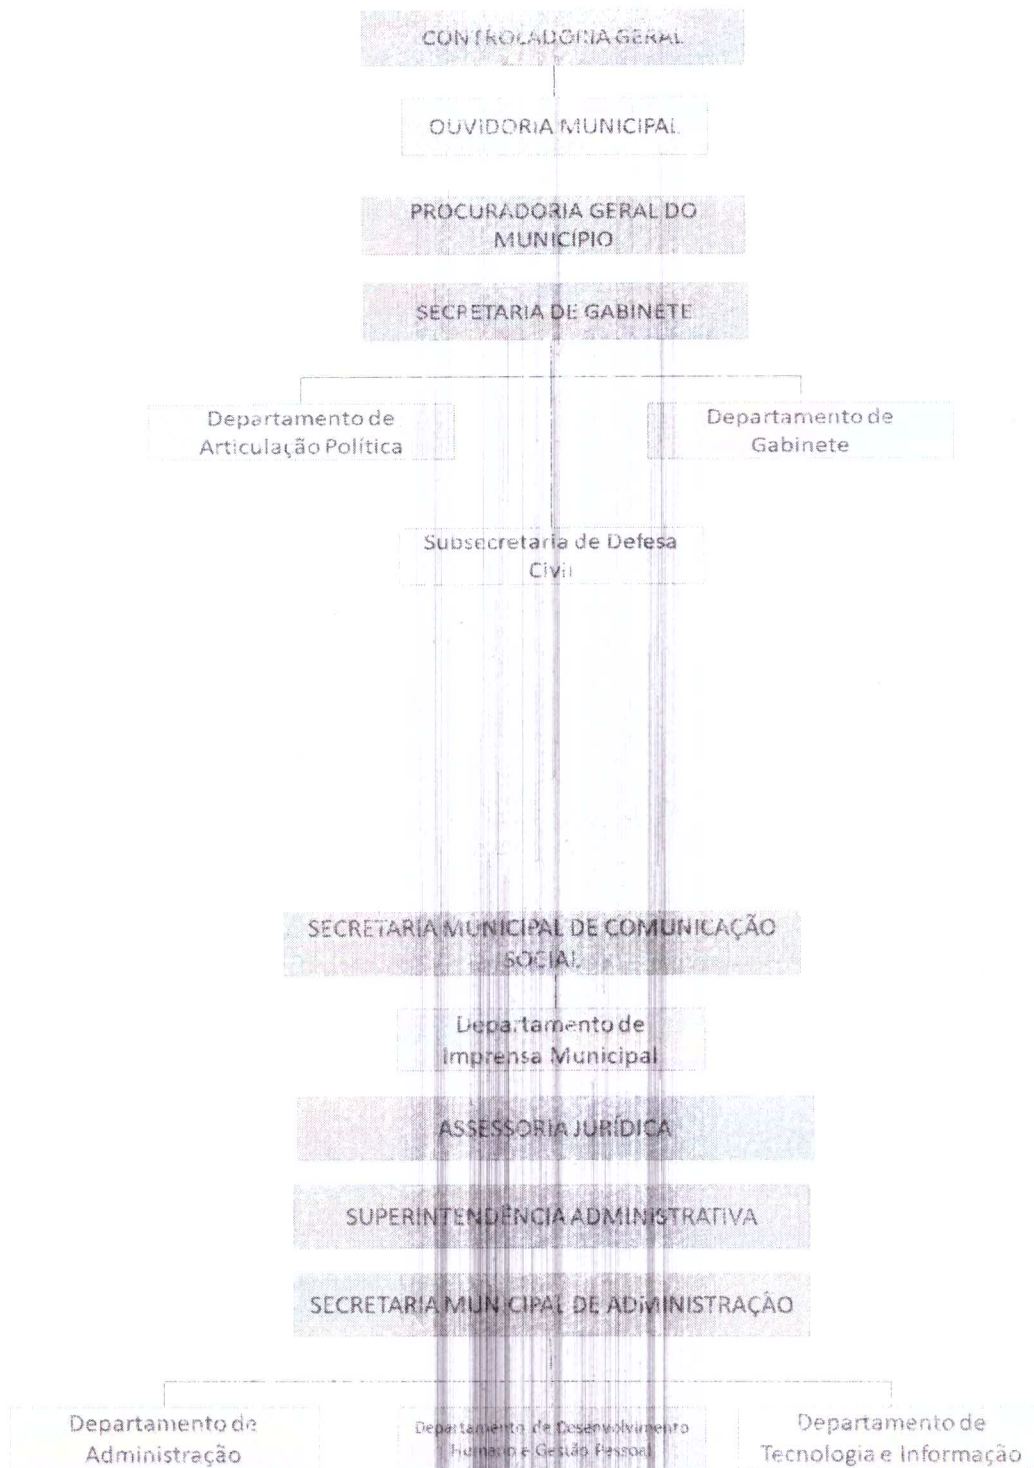 CONTROLADORIA GERAL
OUVIDORIA MUNICIPAL
PROCURADORIA GERAL DO
MUNICÍPIO
SECRETARIA DE GABINETE
Departamento de
Articulação Política
Departamento de
Gabinete
Subsecretaria de Defesa
Civil
SECRETARIA MUNICIPAL DE COMUNICAÇÃO
SOCIAL
Departamento de
Imprensa Municipal
ASSESSORIA JURÍDICA
SUPERINTENDÊNCIA ADMINISTRATIVA
SECRETARIA MUNICIPAL DE ADMINISTRAÇÃO
Departamento de
Administração
Departamento de Desenvolvimento
Humano e Gestão Pessoal
Departamento de
Tecnologia e Informação